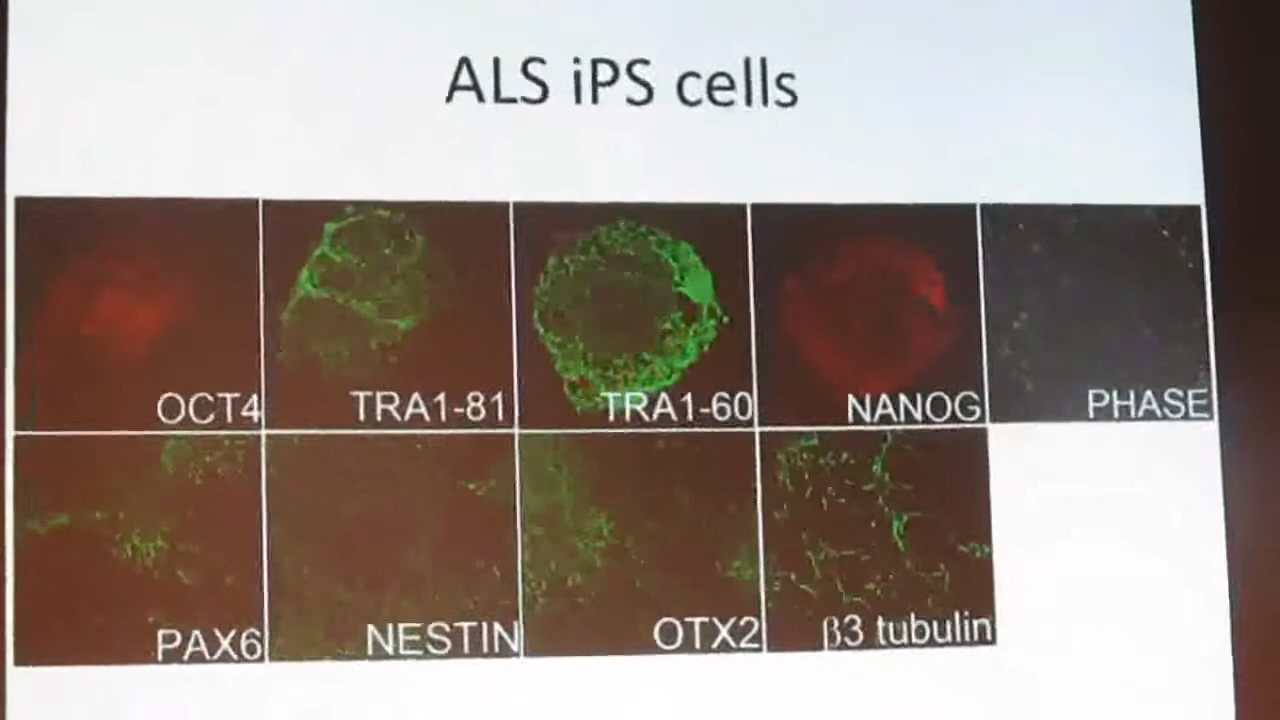 ALS iPS cells
OCT4 TRA1-81 TRA1-60 NANOG PHASE
PAX6 NESTIN OTX2 β3 tubulin